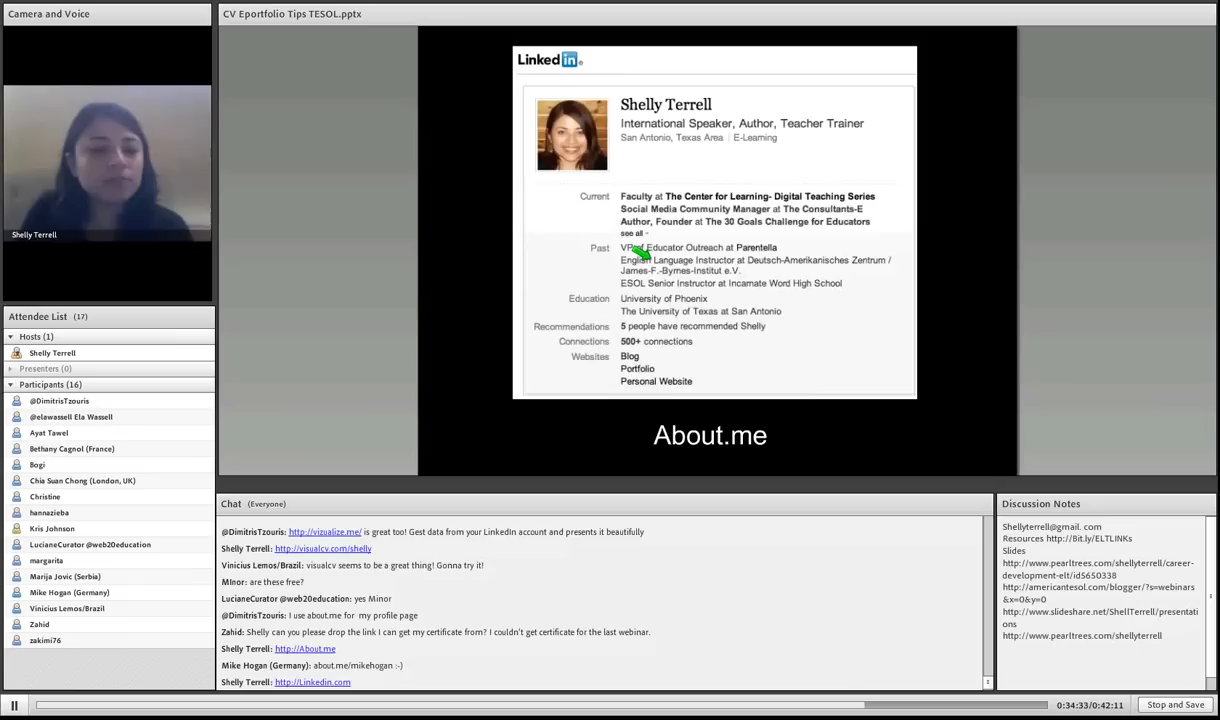 Camera and Voice
Shelly Terrell
Attendee List (17)
Hosts (1)
Shelly Terrell
Presenters (0)
Participants (16)
@DimitrisTzouris
@elawassell Ela Wassell
Ayat Tawel
Bethany Cagnol (France)
Bogi
Chia Suan Chong (London, UK)
Christine
hannazieba
Kris Johnson
LucianeCurator @web20education
margarita
Marija Jovic (Serbia)
Mike Hogan (Germany)
Vinicius Lemos/Brazil
Zahid
zakimi76
CV Eportfolio Tips TESOL.pptx
Linked in
Shelly Terrell
International Speaker, Author, Teacher Trainer
San Antonio, Texas Area | E-Learning
Current Faculty at The Center for Learning- Digital Teaching Series
Social Media Community Manager at The Consultants-E
Author, Founder at The 30 Goals Challenge for Educators
see all
Past Educator Outreach at Parentella
English Language Instructor at Deutsch-Amerikanisches Zentrum /
James-F.-Byrnes-Institut e.V.
ESOL Senior Instructor at Incarnate Word High School
Education University of Phoenix
The University of Texas at San Antonio
Recommendations 5 people have recommended Shelly
Connections 500+ connections
Websites Blog
Portfolio
Personal Website
About.me
Chat (Everyone)
@DimitrisTzouris: http://vizualize.me/ is great too! Gest data from your LinkedIn account and presents it beautifully
Shelly Terrell: http://visualcv.com/shelly
Vinicius Lemos/Brazil: visualcv seems to be a great thing! Gonna try it!
MInor: are these free?
LucianeCurator @web20education: yes Minor
@DimitrisTzouris: I use about.me for my profile page
Zahid: Shelly can you please drop the link I can get my certificate from? I couldn't get certificate for the last webinar.
Shelly Terrell: http://About.me
Mike Hogan (Germany): about.me/mikehogan :-)
Shelly Terrell: http://Linkedin.com
Discussion Notes
Shellyterrell@gmail. com
Resources http://Bit.ly/ELTLINKs
Slides
http://www.pearltrees.com/shellyterrell/career-
development-elt/id5650338
http://americantesol.com/blogger/?s=webinars
&x=0&y=0
http://www.slideshare.net/ShellTerrell/presentati
ons
http://www.pearltrees.com/shellyterrell
0:34:33/0:42:11
Stop and Save